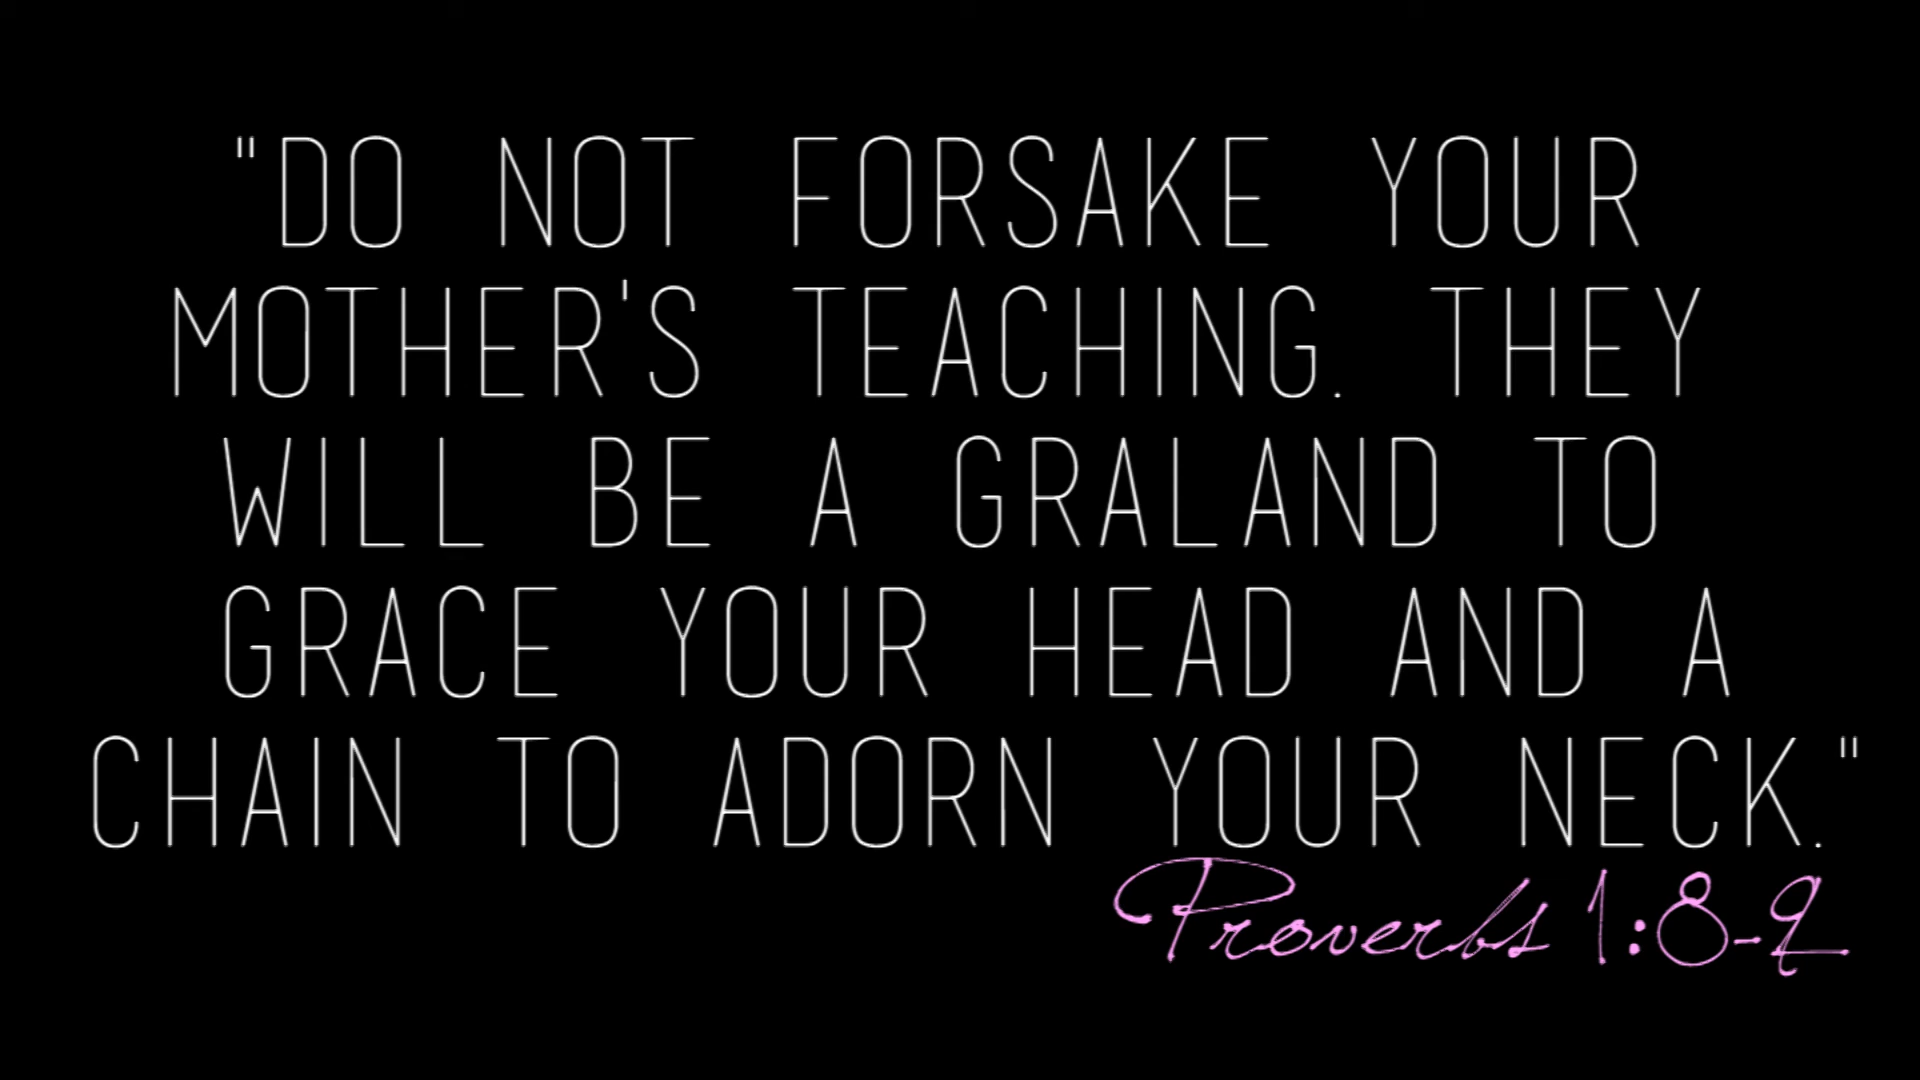 "DO NOT FORSAKE YOUR
MOTHER'S TEACHING. THEY
WILL BE A GRALAND TO
GRACE YOUR HEAD AND A
CHAIN TO ADORN YOUR NECK."
Proverbs 1:8-9